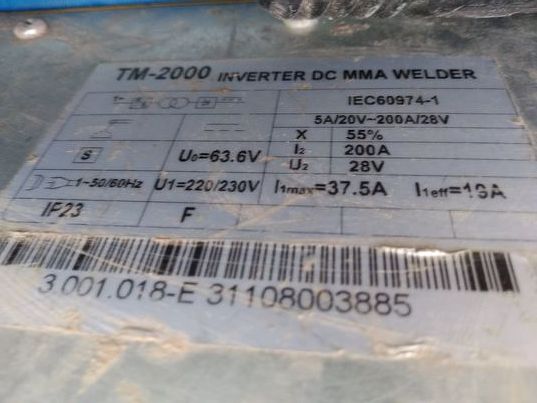 TM-2000 INVERTER DC MMA WELDER
IEC60974-1
5A/20V~200A/28V
X 55%
S U₀=63.6V I₂ 200A
U₂ 28V
1~50/60Hz U1=220/230V I₁max=37.5A I₁eff=19A
IP23 F
3.001.018-E 31108003885